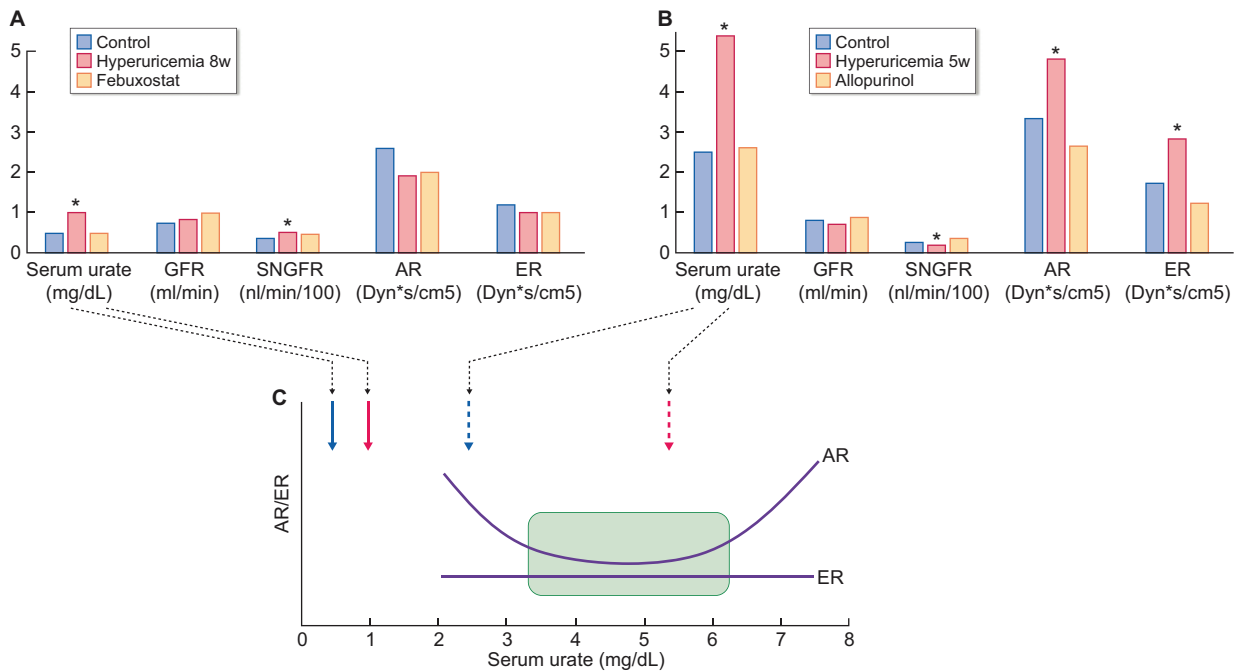 A
Control
Hyperuricemia 8w
Febuxostat
5
4
3
2
1
0
*
*
Serum urate
(mg/dL)
GFR
(ml/min)
SNGFR
(nl/min/100)
AR
(Dyn*s/cm5)
ER
(Dyn*s/cm5)
B
Control
Hyperuricemia 5w
Allopurinol
5
4
3
2
1
0
*
*
*
*
Serum urate
(mg/dL)
GFR
(ml/min)
SNGFR
(nl/min/100)
AR
(Dyn*s/cm5)
ER
(Dyn*s/cm5)
C
AR/ER
AR
ER
0 1 2 3 4 5 6 7 8
Serum urate (mg/dL)